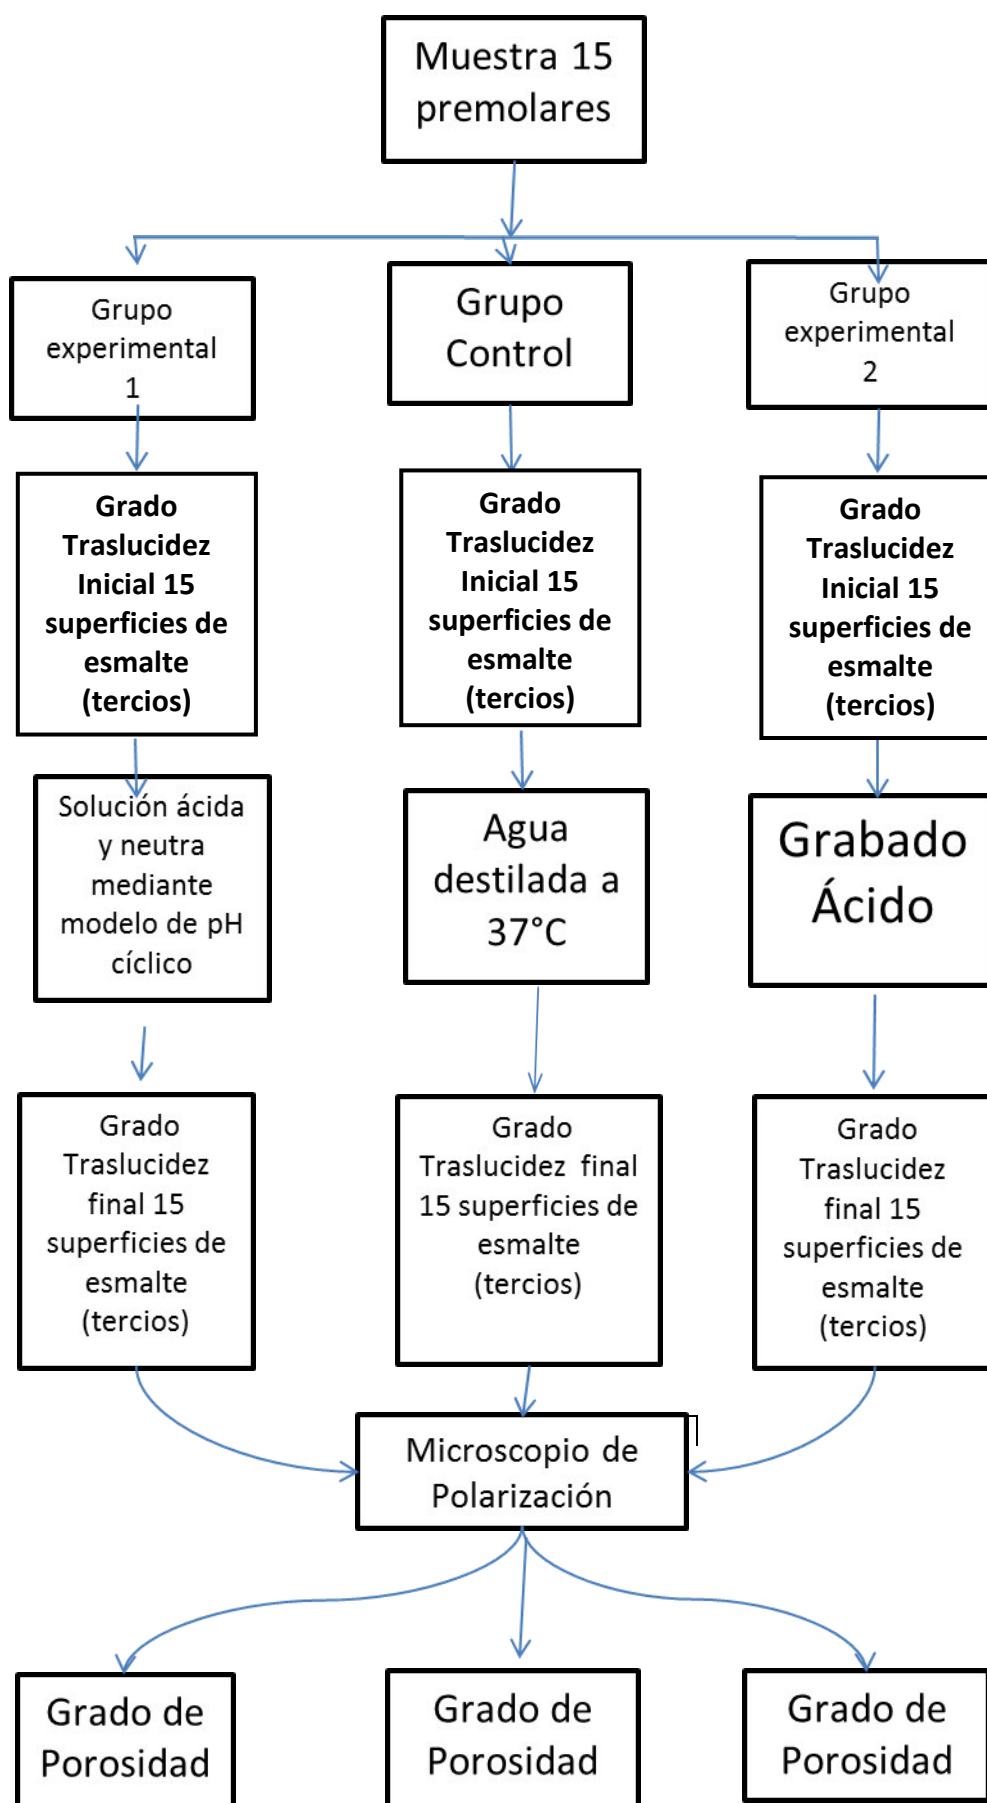 Muestra 15
premolares
Grupo
experimental
1
Grupo
Control
Grupo
experimental
2
Grado
Traslucidez
Inicial 15
superficies de
esmalte
(tercios)
Grado
Traslucidez
Inicial 15
superficies de
esmalte
(tercios)
Grado
Traslucidez
Inicial 15
superficies de
esmalte
(tercios)
Solución ácida
y neutra
mediante
modelo de pH
cíclico
Agua
destilada a
37°C
Grabado
Ácido
Grado
Traslucidez
final 15
superficies de
esmalte
(tercios)
Grado
Traslucidez final
15 superficies de
esmalte
(tercios)
Grado
Traslucidez
final 15
superficies de
esmalte
(tercios)
Microscopio de
Polarización
Grado de
Porosidad
Grado de
Porosidad
Grado de
Porosidad